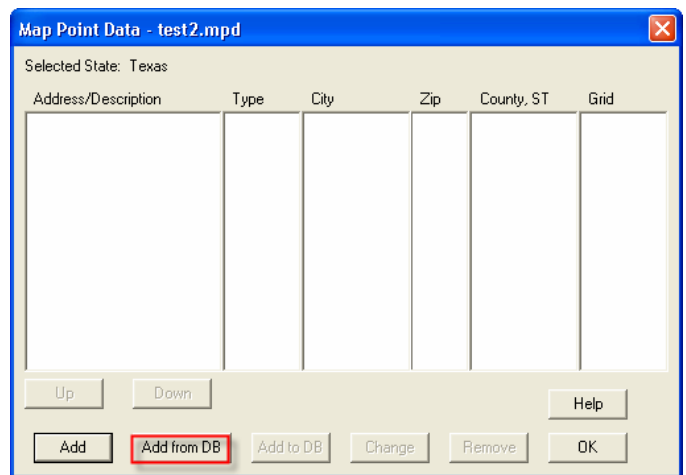 Map Point Data - test2.mpd
Selected State: Texas
Address/Description Type City Zip County, ST Grid
Up Down
Help
Add Add from DB Add to DB Change Remove OK